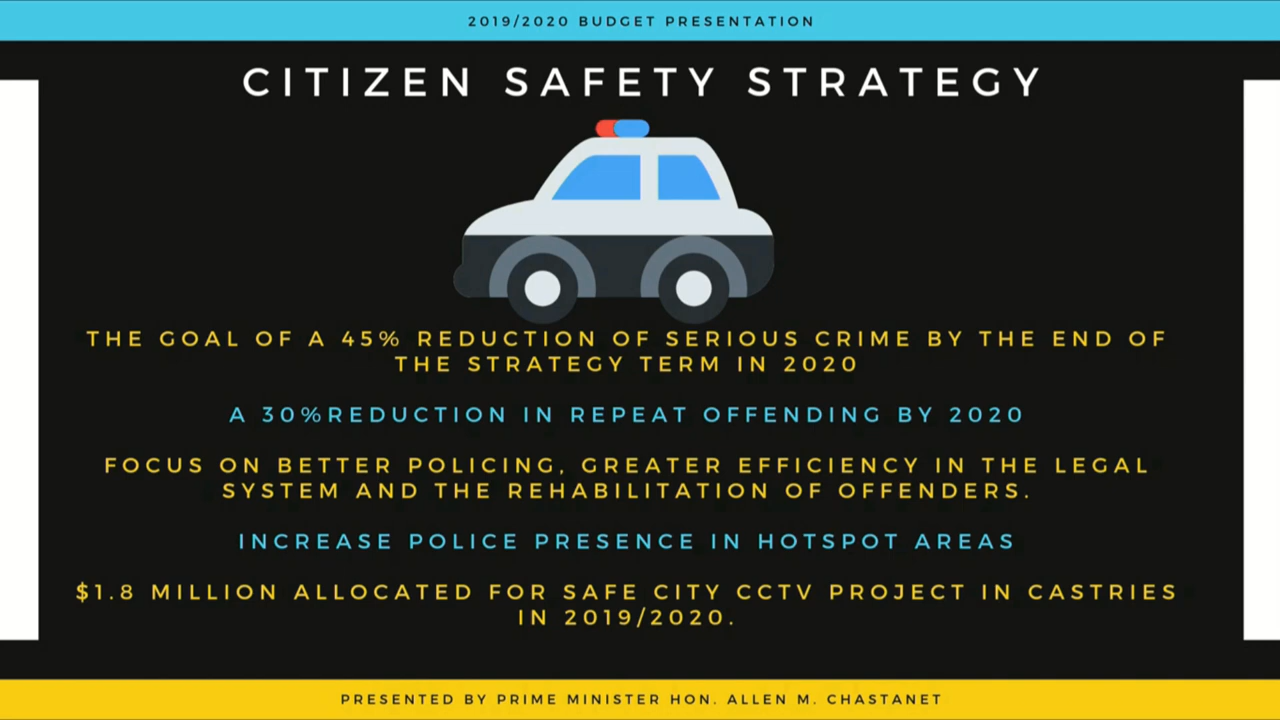 2019/2020 BUDGET PRESENTATION
CITIZEN SAFETY STRATEGY
THE GOAL OF A 45% REDUCTION OF SERIOUS CRIME BY THE END OF
THE STRATEGY TERM IN 2020
A 30%REDUCTION IN REPEAT OFFENDING BY 2020
FOCUS ON BETTER POLICING, GREATER EFFICIENCY IN THE LEGAL
SYSTEM AND THE REHABILITATION OF OFFENDERS.
INCREASE POLICE PRESENCE IN HOTSPOT AREAS
$1.8 MILLION ALLOCATED FOR SAFE CITY CCTV PROJECT IN CASTRIES
IN 2019/2020.
PRESENTED BY PRIME MINISTER HON. ALLEN M. CHASTANET